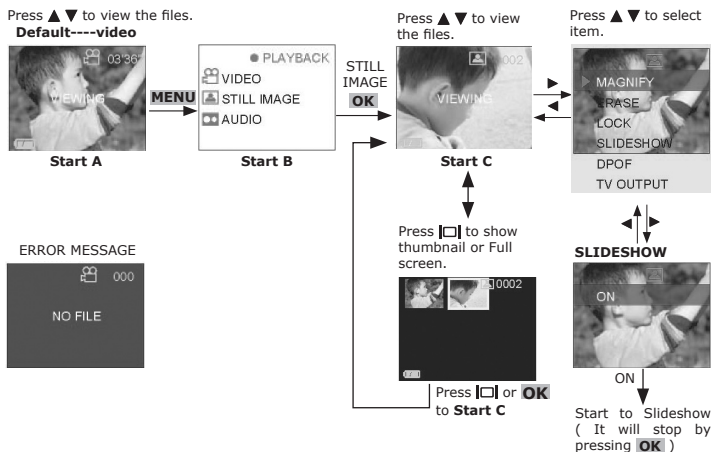 Press ▲ ▼ to view the files.
Default----video
03'36"
VIEWING
Start A
MENU
● PLAYBACK
VIDEO
STILL IMAGE
AUDIO
Start B
STILL
IMAGE
OK
Press ▲ ▼ to view
the files.
0002
VIEWING
Start C
Press ▲ ▼ to select
item.
MAGNIFY
ERASE
LOCK
SLIDESHOW
DPOF
TV OUTPUT
ERROR MESSAGE
000
NO FILE
Press to show
thumbnail or Full
screen.
0002
Press or OK
to Start C
SLIDESHOW
ON
ON
Start to Slideshow
( It will stop by
pressing OK )